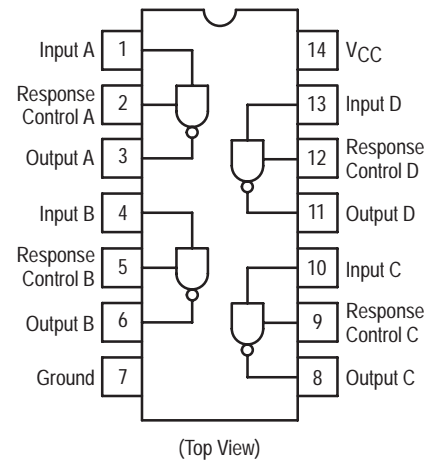 Input A 1
Response
Control A 2
Output A 3
Input B 4
Response
Control B 5
Output B 6
Ground 7
14 VCC
13 Input D
12 Response
Control D
11 Output D
10 Input C
9 Response
Control C
8 Output C
(Top View)